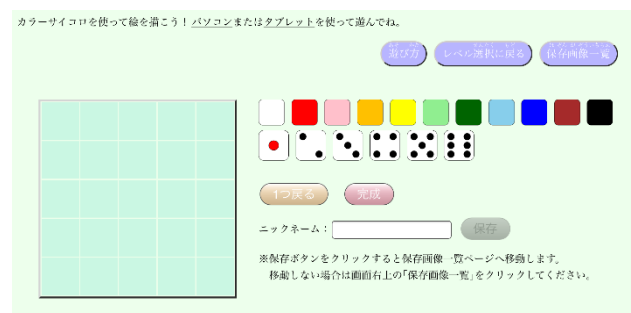 カラーサイコロを使って絵を描こう！パソコンまたはタブレットを使って遊んでね。
遊び方 レベル選択に戻る 保存画像一覧
1つ戻る 完成
ニックネーム： 保存
※保存ボタンをクリックすると保存画像一覧ページへ移動します。
移動しない場合は画面右上の「保存画像一覧」をクリックしてください。